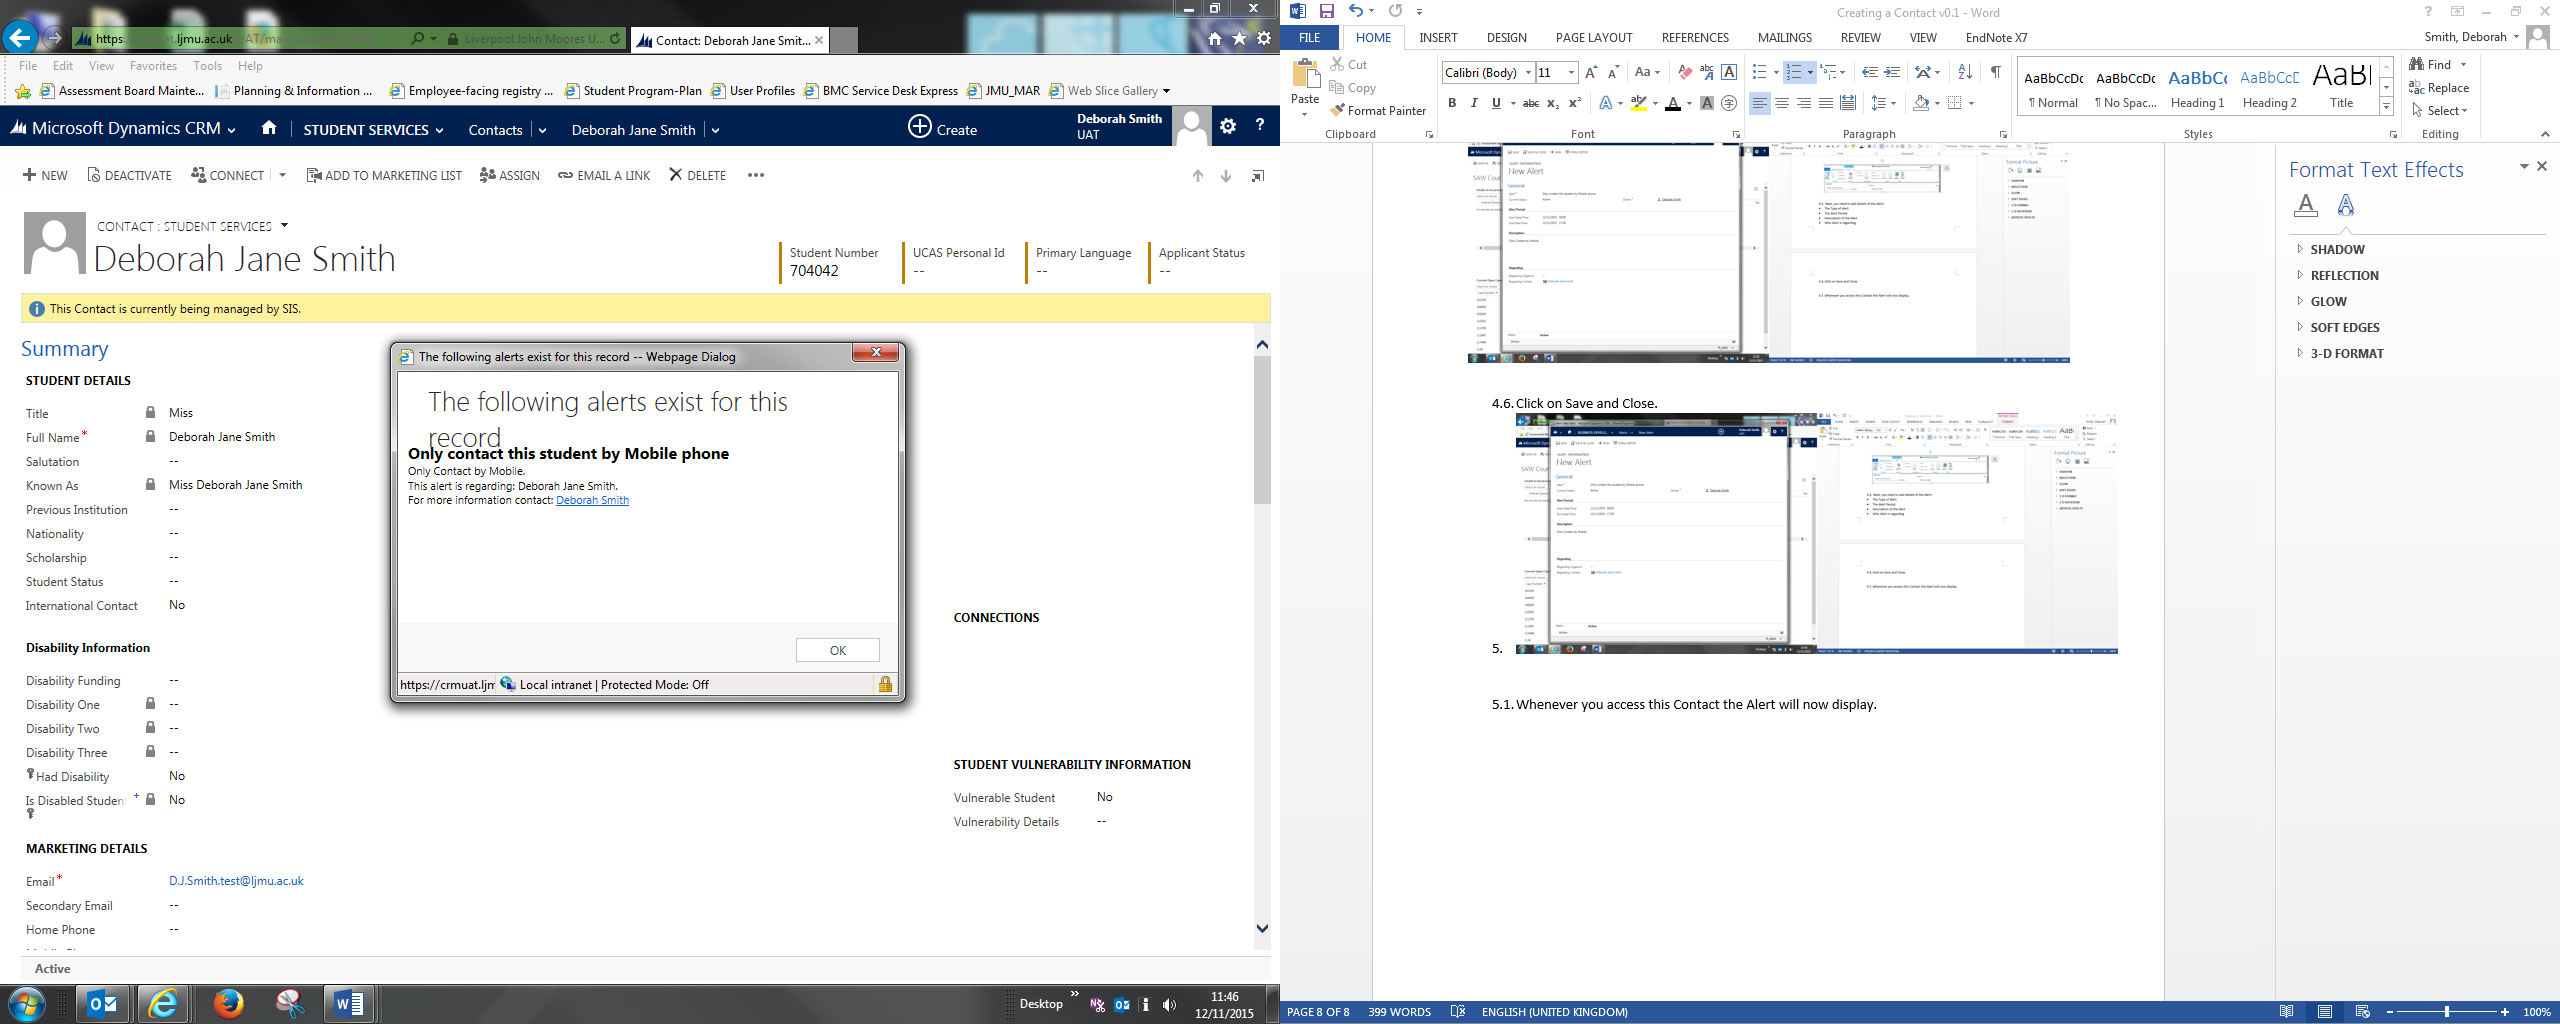 https: at.ljmu.ac.uk
Liverpool John Moores U...
Contact: Deborah Jane Smit...
File Edit View Favorites Tools Help
Assessment Board Mainte... Planning & Information ... Employee-facing registry ... Student Program-Plan User Profiles BMC Service Desk Express JMU_MAR Web Slice Gallery
Microsoft Dynamics CRM STUDENT SERVICES Contacts Deborah Jane Smith Create
Deborah Smith
UAT
?
NEW DEACTIVATE CONNECT ADD TO MARKETING LIST ASSIGN EMAIL A LINK DELETE
CONTACT : STUDENT SERVICES
Deborah Jane Smith
Student Number UCAS Personal Id Primary Language Applicant Status
704042 -- -- --
This Contact is currently being managed by SIS.
Summary
STUDENT DETAILS
Title Miss
Full Name* Deborah Jane Smith
Salutation --
Known As Miss Deborah Jane Smith
Previous Institution --
Nationality --
Scholarship --
Student Status --
International Contact No
Disability Information
Disability Funding --
Disability One --
Disability Two --
Disability Three --
Had Disability No
Is Disabled Student + No
MARKETING DETAILS
Email* D.J.Smith.test@ljmu.ac.uk
Secondary Email --
Home Phone --
Active
The following alerts exist for this record -- Webpage Dialog
The following alerts exist for this
record
Only contact this student by Mobile phone
Only Contact by Mobile.
This alert is regarding: Deborah Jane Smith.
For more information contact: Deborah Smith
OK
https://crmuat.ljm Local intranet | Protected Mode: Off
CONNECTIONS
STUDENT VULNERABILITY INFORMATION
Vulnerable Student No
Vulnerability Details --
Desktop
11:46
12/11/2015
Creating a Contact v0.1 - Word
?
FILE HOME INSERT DESIGN PAGE LAYOUT REFERENCES MAILINGS REVIEW VIEW EndNote X7
Smith, Deborah
Paste
Cut
Copy
Format Painter
Clipboard
Calibri (Body) 11
Font
Paragraph
AaBbCcDc AaBbCcDc AaBbCc AaBbCcD AaBl
¶ Normal ¶ No Spac... Heading 1 Heading 2 Title
Styles
Find
Replace
Select
Editing
New Alert
4.6. Click on Save and Close.
New Alert
5.
5.1. Whenever you access this Contact the Alert will now display.
Format Text Effects
SHADOW
REFLECTION
GLOW
SOFT EDGES
3-D FORMAT
PAGE 8 OF 8 399 WORDS ENGLISH (UNITED KINGDOM) 100%